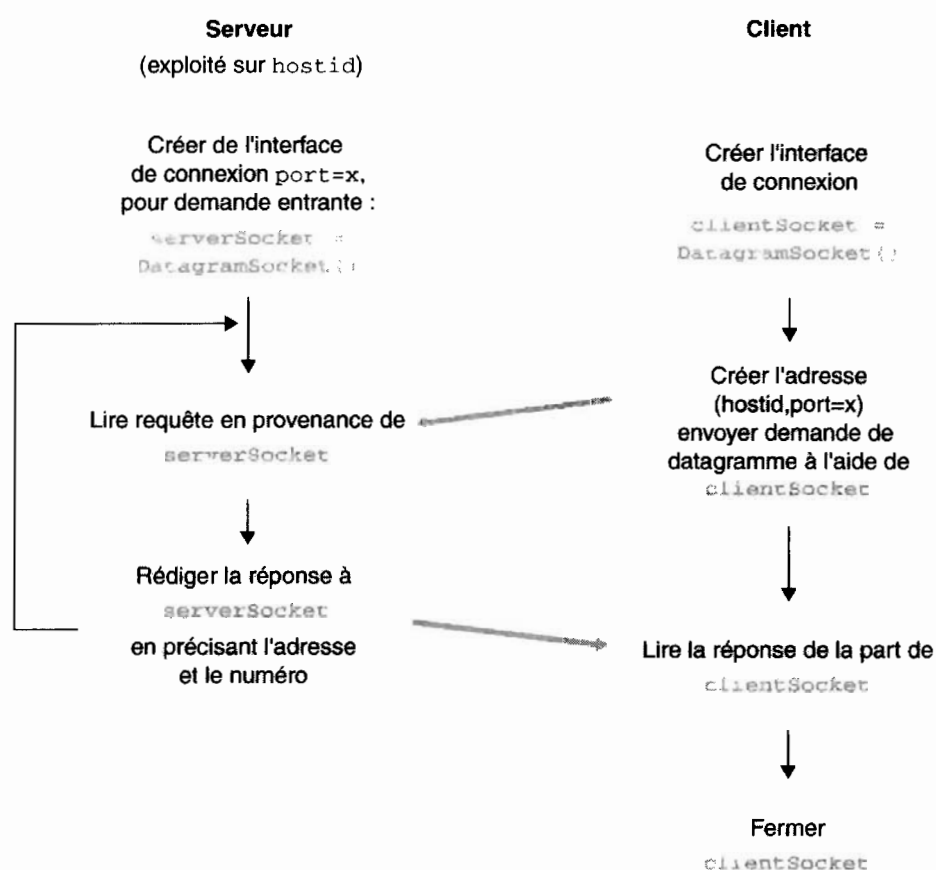 Serveur
(exploité sur hostid)
Créer de l'interface
de connexion port=x,
pour demande entrante :
serverSocket =
DatagramSocket()
Lire requête en provenance de
serverSocket
Rédiger la réponse à
serverSocket
en précisant l'adresse
et le numéro
Client
Créer l'interface
de connexion
clientSocket =
DatagramSocket()
Créer l'adresse
(hostid,port=x)
envoyer demande de
datagramme à l'aide de
clientSocket
Lire la réponse de la part de
clientSocket
Fermer
clientSocket